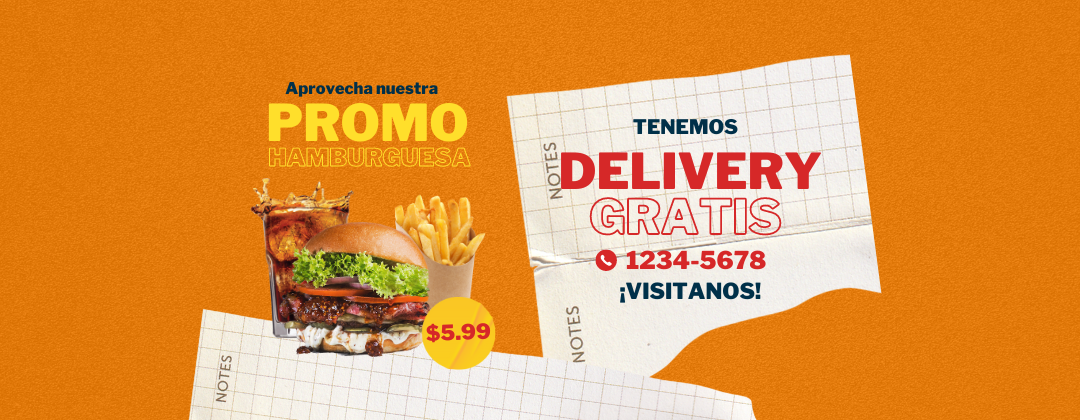 Aprovecha nuestra
PROMO
HAMBURGUESA
$5.99
NOTES
TENEMOS
DELIVERY
GRATIS
1234-5678
¡VISITANOS!
NOTES
NOTES